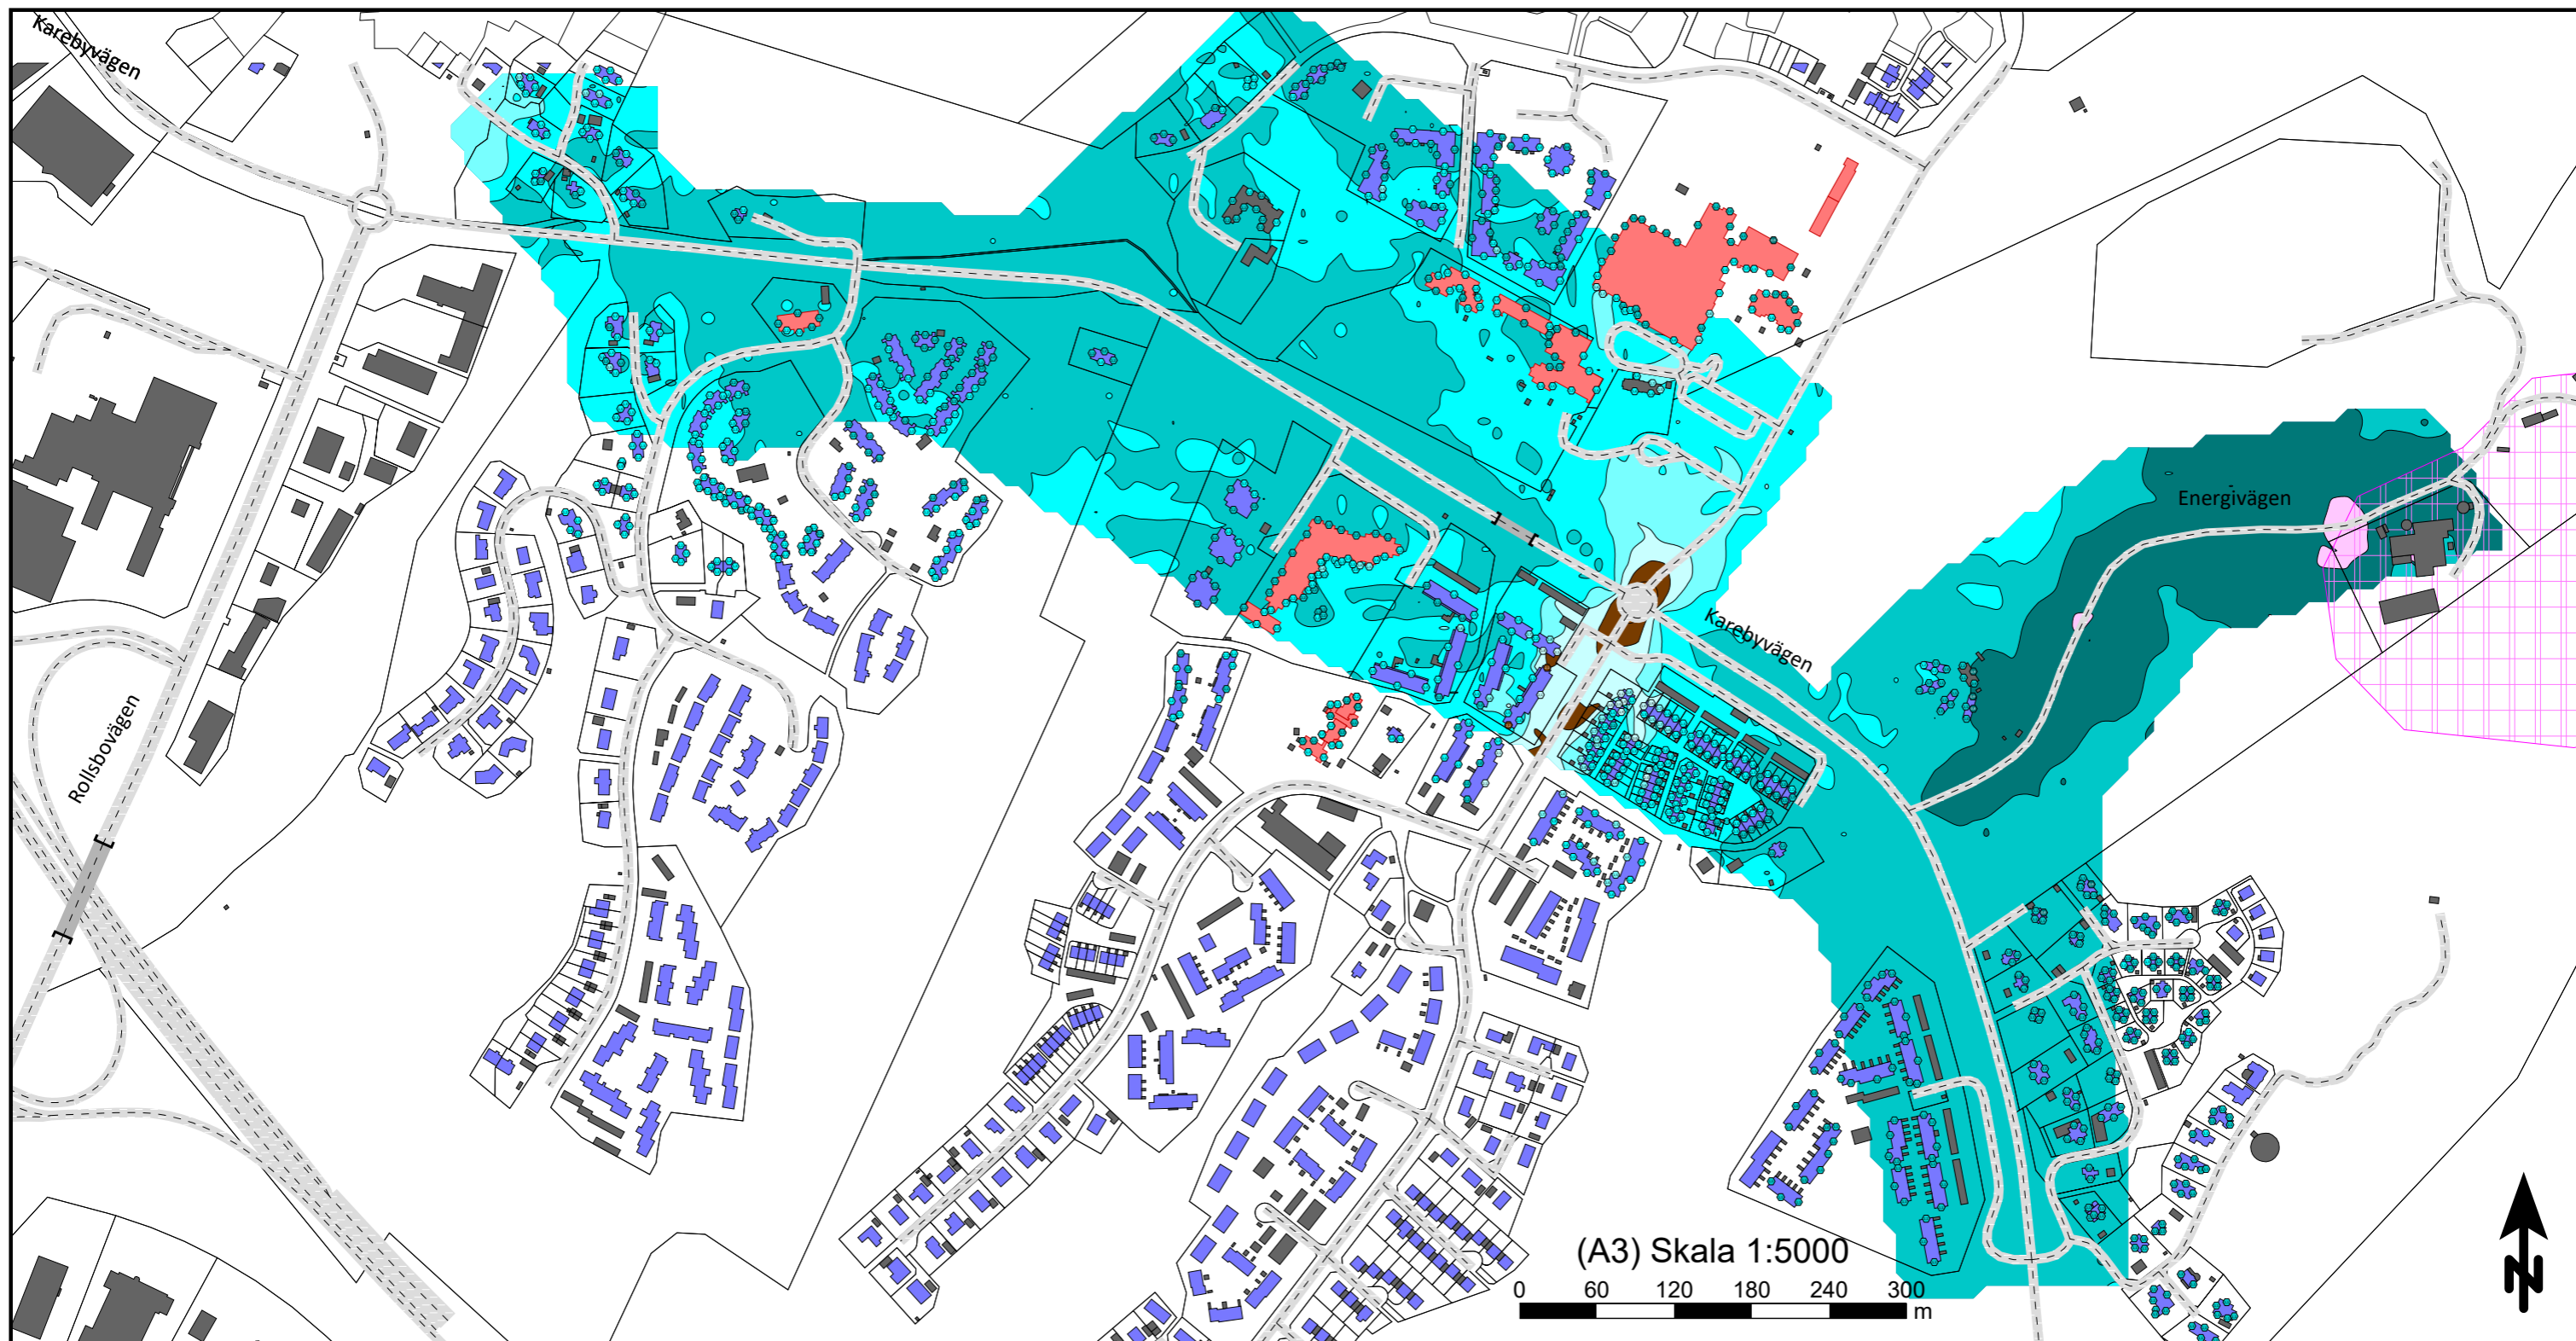 Karebyvägen
Energivägen
Karebyvägen
Rollsbovägen
(A3) Skala 1:5000
0 60 120 180 240 300
m
N